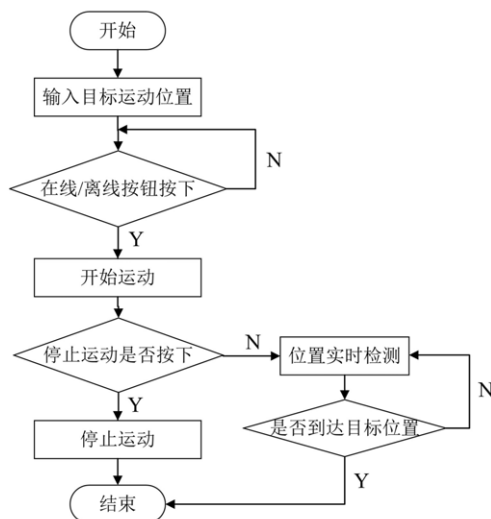 开始
输入目标运动位置
N
在线/离线按钮按下
Y
开始运动
停止运动是否按下
N
位置实时检测
N
Y
停止运动
是否到达目标位置
Y
结束